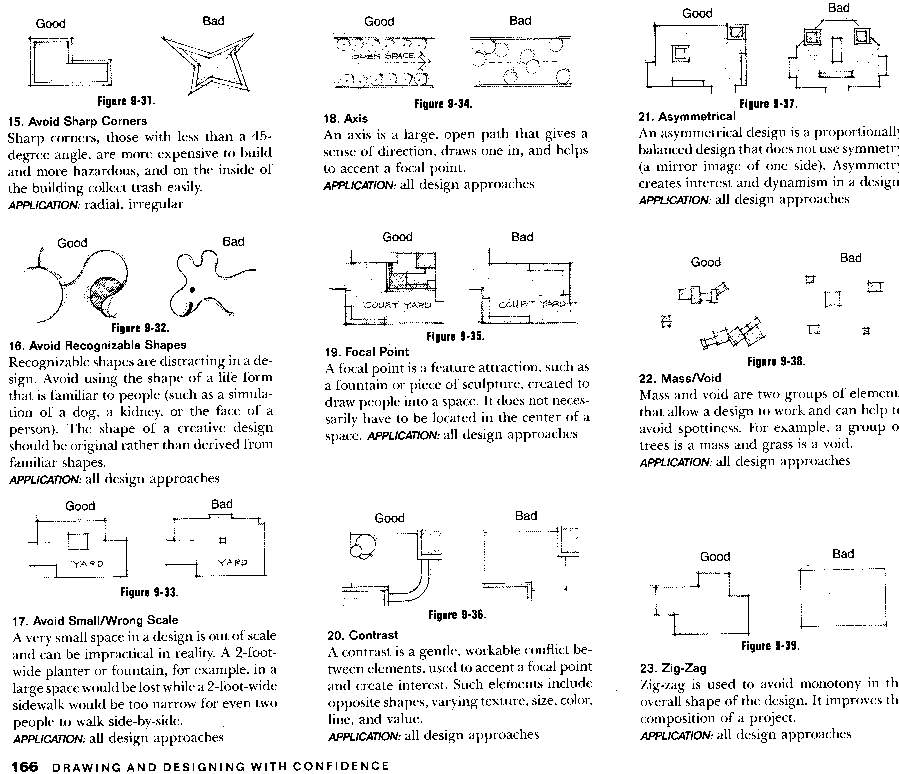 Good
Bad
Figure 9-31.
15. Avoid Sharp Corners
Sharp corners, those with less than a 45-
degree angle, are more expensive to build
and more hazardous, and on the inside of
the building collect trash easily.
APPLICATION: radial, irregular
Good
Bad
Figure 9-32.
16. Avoid Recognizable Shapes
Recognizable shapes are distracting in a de-
sign. Avoid using the shape of a life form
that is familiar to people (such as a simula-
tion of a dog, a kidney, or the face of a
person). The shape of a creative design
should be original rather than derived from
familiar shapes.
APPLICATION: all design approaches
Good
Bad
YARD
YARD
Figure 9-33.
17. Avoid Small/Wrong Scale
A very small space in a design is out of scale
and can be impractical in reality. A 2-foot-
wide planter or fountain, for example, in a
large space would be lost while a 2-foot-wide
sidewalk would be too narrow for even two
people to walk side-by-side.
APPLICATION: all design approaches
Good
Bad
OPEN SPACE
Figure 9-34.
18. Axis
An axis is a large, open path that gives a
sense of direction, draws one in, and helps
to accent a focal point.
APPLICATION: all design approaches
Good
Bad
COURT YARD
COURT YARD
Figure 9-35.
19. Focal Point
A focal point is a feature attraction, such as
a fountain or piece of sculpture, created to
draw people into a space. It does not neces-
sarily have to be located in the center of a
space. APPLICATION: all design approaches
Good
Bad
Figure 9-36.
20. Contrast
A contrast is a gentle, workable conflict be-
tween elements, used to accent a focal point
and create interest. Such elements include
opposite shapes, varying texture, size, color,
line, and value.
APPLICATION: all design approaches
Good
Bad
Figure 9-37.
21. Asymmetrical
An asymmetrical design is a proportionally
balanced design that does not use symmetry
(a mirror image of one side). Asymmetry
creates interest and dynamism in a design.
APPLICATION: all design approaches
Good
Bad
Figure 9-38.
22. Mass/Void
Mass and void are two groups of element
that allow a design to work and can help t
avoid spottiness. For example, a group o
trees is a mass and grass is a void.
APPLICATION: all design approaches
Good
Bad
Figure 9-39.
23. Zig-Zag
Zig-zag is used to avoid monotony in th
overall shape of the design. It improves th
composition of a project.
APPLICATION: all design approaches
166 DRAWING AND DESIGNING WITH CONFIDENCE